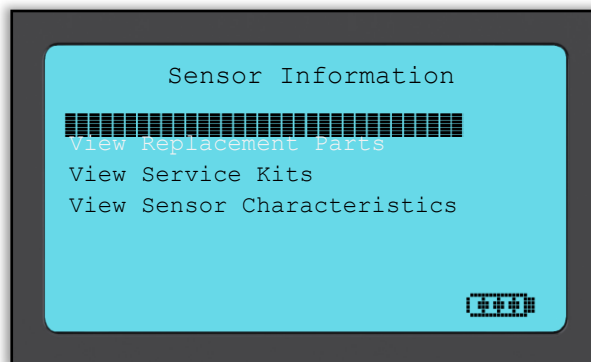 Sensor Information
View Replacement Parts
View Service Kits
View Sensor Characteristics